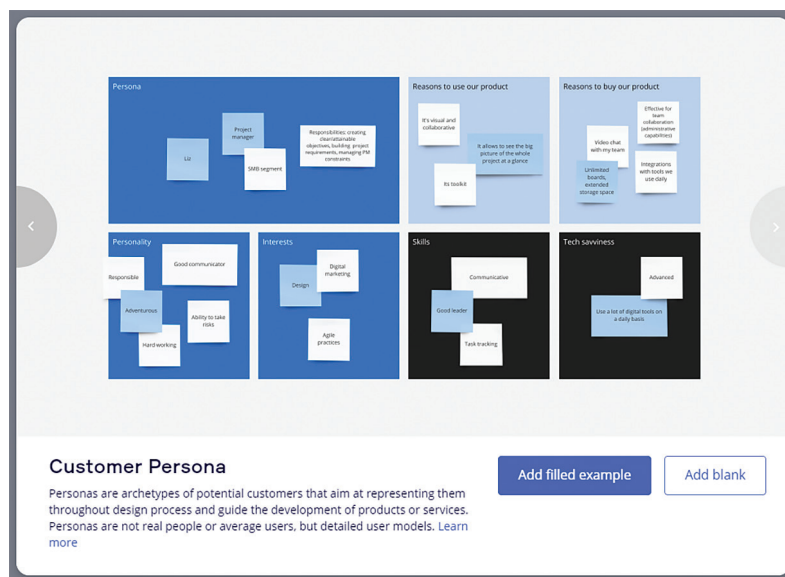 Persona
Liz
Project
manager
SMB segment
Responsibilities: creating
clear/attainable
objectives, building project
requirements, managing PM
constraints
Reasons to use our product
It's visual and
collaborative
It allows to see the big
picture of the whole
project at a glance
Its toolkit
Reasons to buy our product
Effective for
team
collaboration
(administrative
capabilities)
Video chat
with my team
Unlimited
boards,
extended
storage space
Integrations
with tools we
use daily
Personality
Good communicator
Responsible
Adventurous
Ability to take
risks
Hard working
Interests
Digital
marketing
Design
Agile
practices
Skills
Communicative
Good leader
Task tracking
Tech savviness
Advanced
Use a lot of digital tools on
a daily basis
Customer Persona
Personas are archetypes of potential customers that aim at representing them
throughout design process and guide the development of products or services.
Personas are not real people or average users, but detailed user models. Learn
more
Add filled example
Add blank